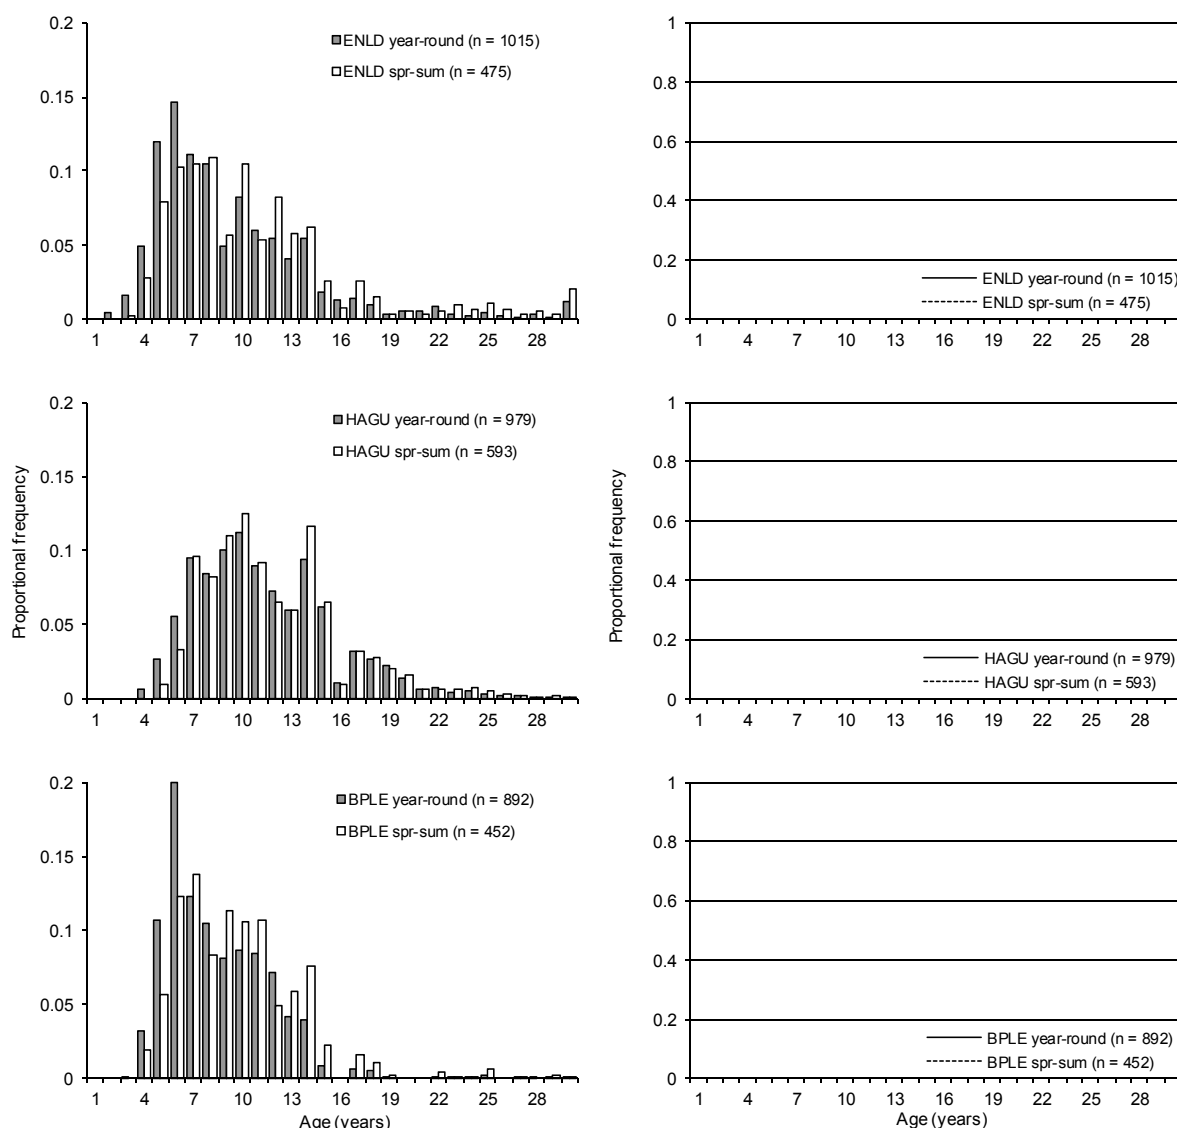 0.2
0.15
0.1
0.05
0
ENLD year-round (n = 1015)
ENLD spr-sum (n = 475)
1 4 7 10 13 16 19 22 25 28
1
0.8
0.6
0.4
0.2
0
ENLD year-round (n = 1015)
ENLD spr-sum (n = 475)
1 4 7 10 13 16 19 22 25 28
Proportional frequency
0.2
0.15
0.1
0.05
0
HAGU year-round (n = 979)
HAGU spr-sum (n = 593)
1 4 7 10 13 16 19 22 25 28
Proportional frequency
1
0.8
0.6
0.4
0.2
0
HAGU year-round (n = 979)
HAGU spr-sum (n = 593)
1 4 7 10 13 16 19 22 25 28
0.2
0.15
0.1
0.05
0
BPLE year-round (n = 892)
BPLE spr-sum (n = 452)
1 4 7 10 13 16 19 22 25 28
Age (years)
1
0.8
0.6
0.4
0.2
0
BPLE year-round (n = 892)
BPLE spr-sum (n = 452)
1 4 7 10 13 16 19 22 25 28
Age (years)